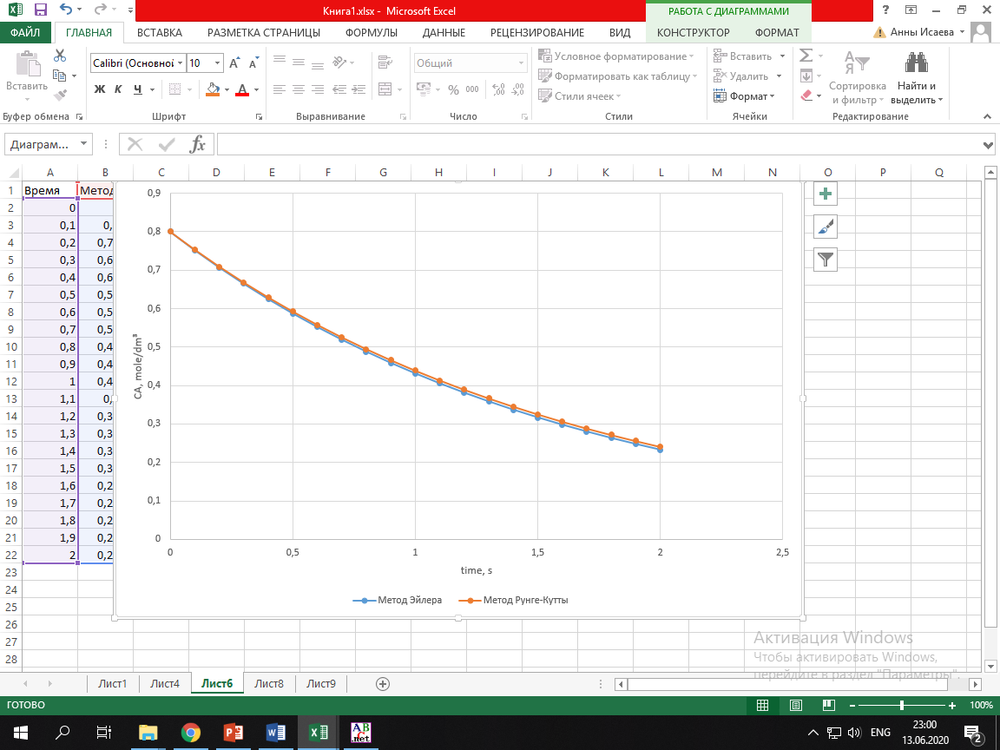 Книга1.xlsx - Microsoft Excel
РАБОТА С ДИАГРАММАМИ
?
ФАЙЛ ГЛАВНАЯ ВСТАВКА РАЗМЕТКА СТРАНИЦЫ ФОРМУЛЫ ДАННЫЕ РЕЦЕНЗИРОВАНИЕ ВИД КОНСТРУКТОР ФОРМАТ Анны Исаева
Вставить
Calibri (Основной 10
Общий
Условное форматирование
Вставить
Ж К Ч
% 000
Форматировать как таблицу
Удалить
Сортировка и фильтр
Найти и выделить
Стили ячеек
Формат
Буфер обмена Шрифт Выравнивание Число Стили Ячейки Редактирование
Диаграм... fx
A B C D E F G H I J K L M N O P Q
1 Время Метод
2 0
3 0,1 0,
4 0,2 0,7
5 0,3 0,6
6 0,4 0,6
7 0,5 0,5
8 0,6 0,5
9 0,7 0,5
10 0,8 0,4
11 0,9 0,4
12 1 0,4
13 1,1 0,
14 1,2 0,3
15 1,3 0,3
16 1,4 0,3
17 1,5 0,3
18 1,6 0,2
19 1,7 0,2
20 1,8 0,2
21 1,9 0,2
22 2 0,2
23
24
25
26
27
28
0,9
0,8
0,7
0,6
0,5
0,4
0,3
0,2
0,1
0
CA, mole/dm³
0 0,5 1 1,5 2 2,5
time, s
Метод Эйлера Метод Рунге-Кутты
Активация Windows
Чтобы активировать Windows,
перейдите в раздел "Параметры".
Лист1 Лист4 Лист6 Лист8 Лист9
ГОТОВО 100%
ENG
23:00
13.06.2020
2